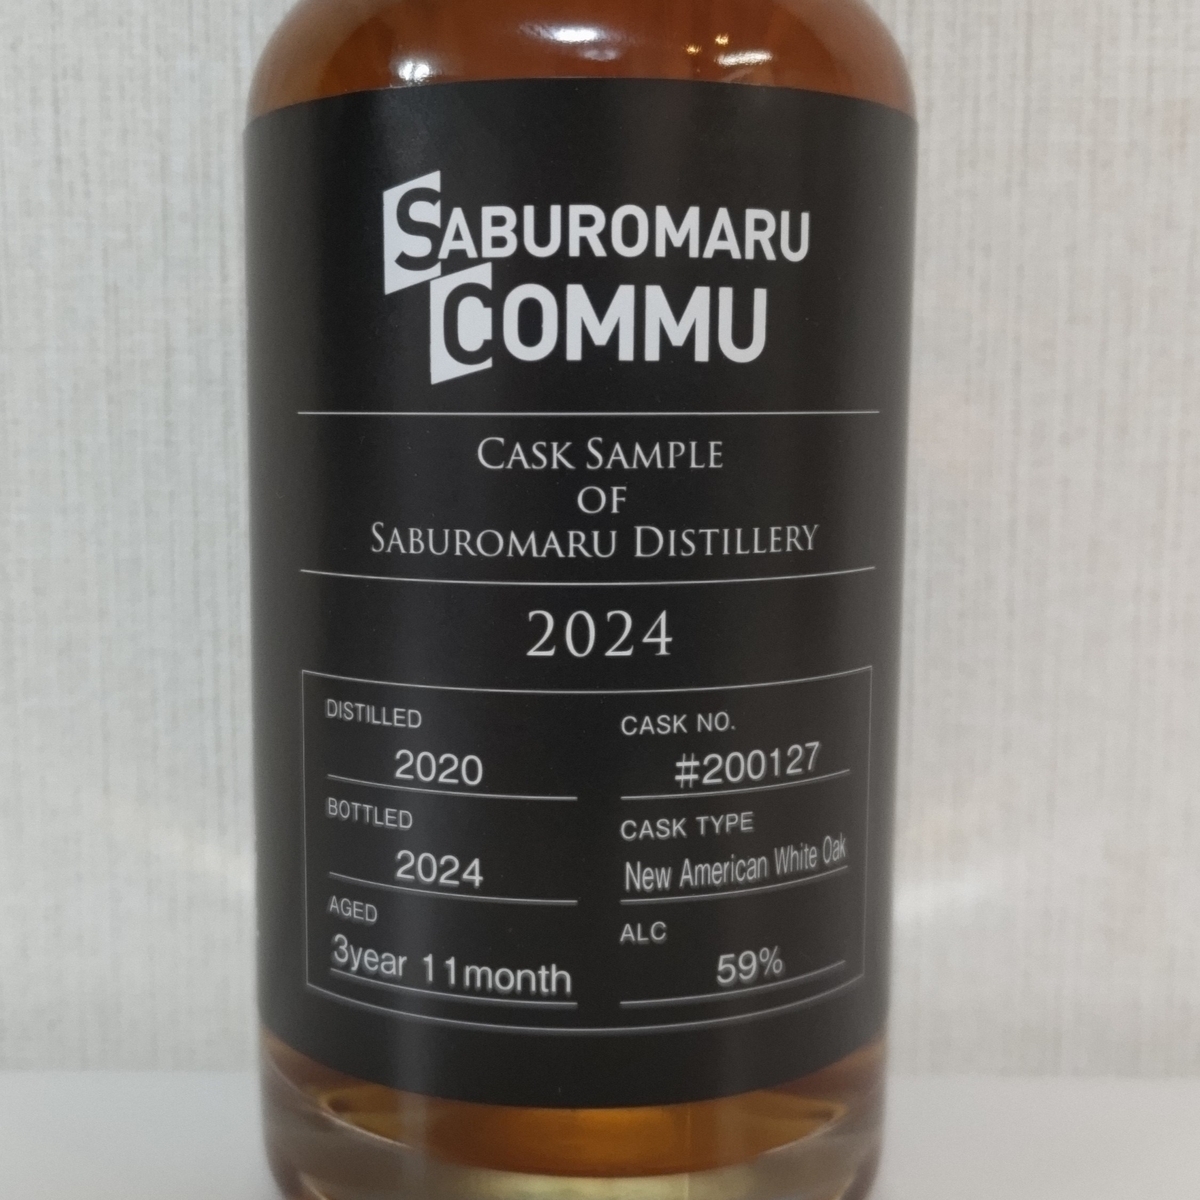 SABUROMARU
COMMU
CASK SAMPLE
OF
SABUROMARU DISTILLERY
2024
DISTILLED
2020
BOTTLED
2024
AGED
3year 11month
CASK NO.
#200127
CASK TYPE
New American White Oak
ALC
59%